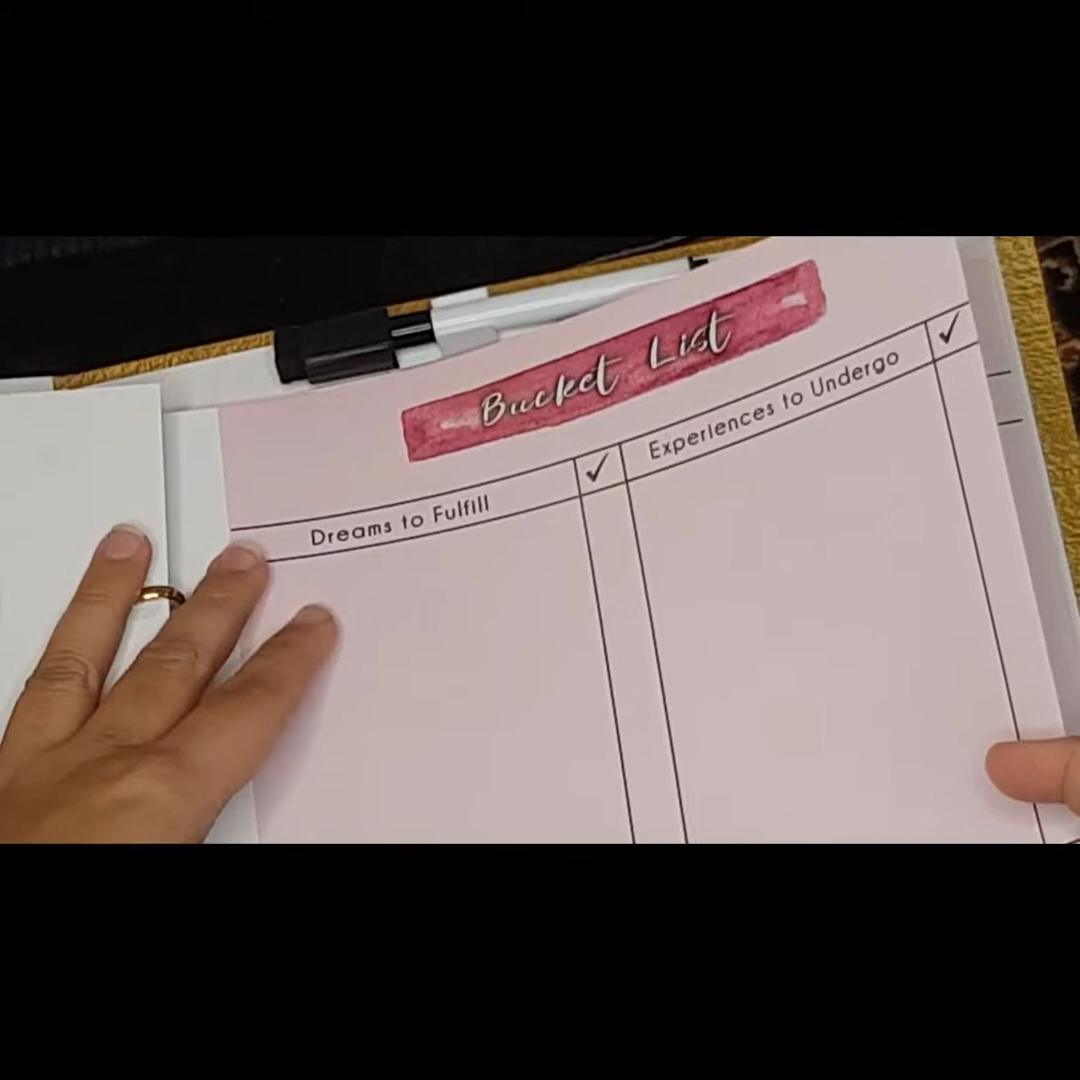 Bucket List
Dreams to Fulfill ✓ Experiences to Undergo ✓